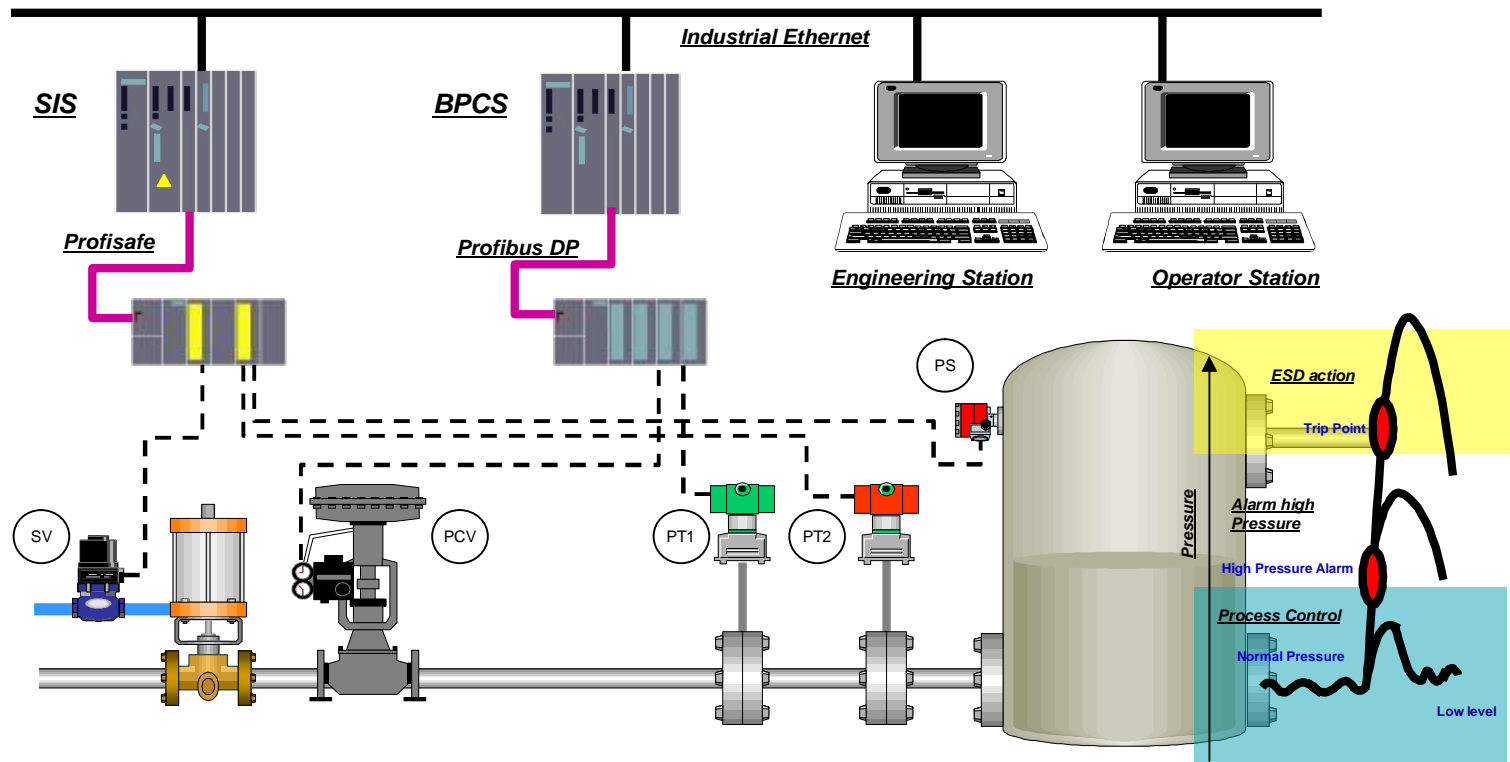 Industrial Ethernet
SIS
BPCS
Profisafe
Profibus DP
Engineering Station
Operator Station
PS
ESD action
Trip Point
Pressure
Alarm high
Pressure
SV
PCV
PT1
PT2
High Pressure Alarm
Process Control
Normal Pressure
Low level